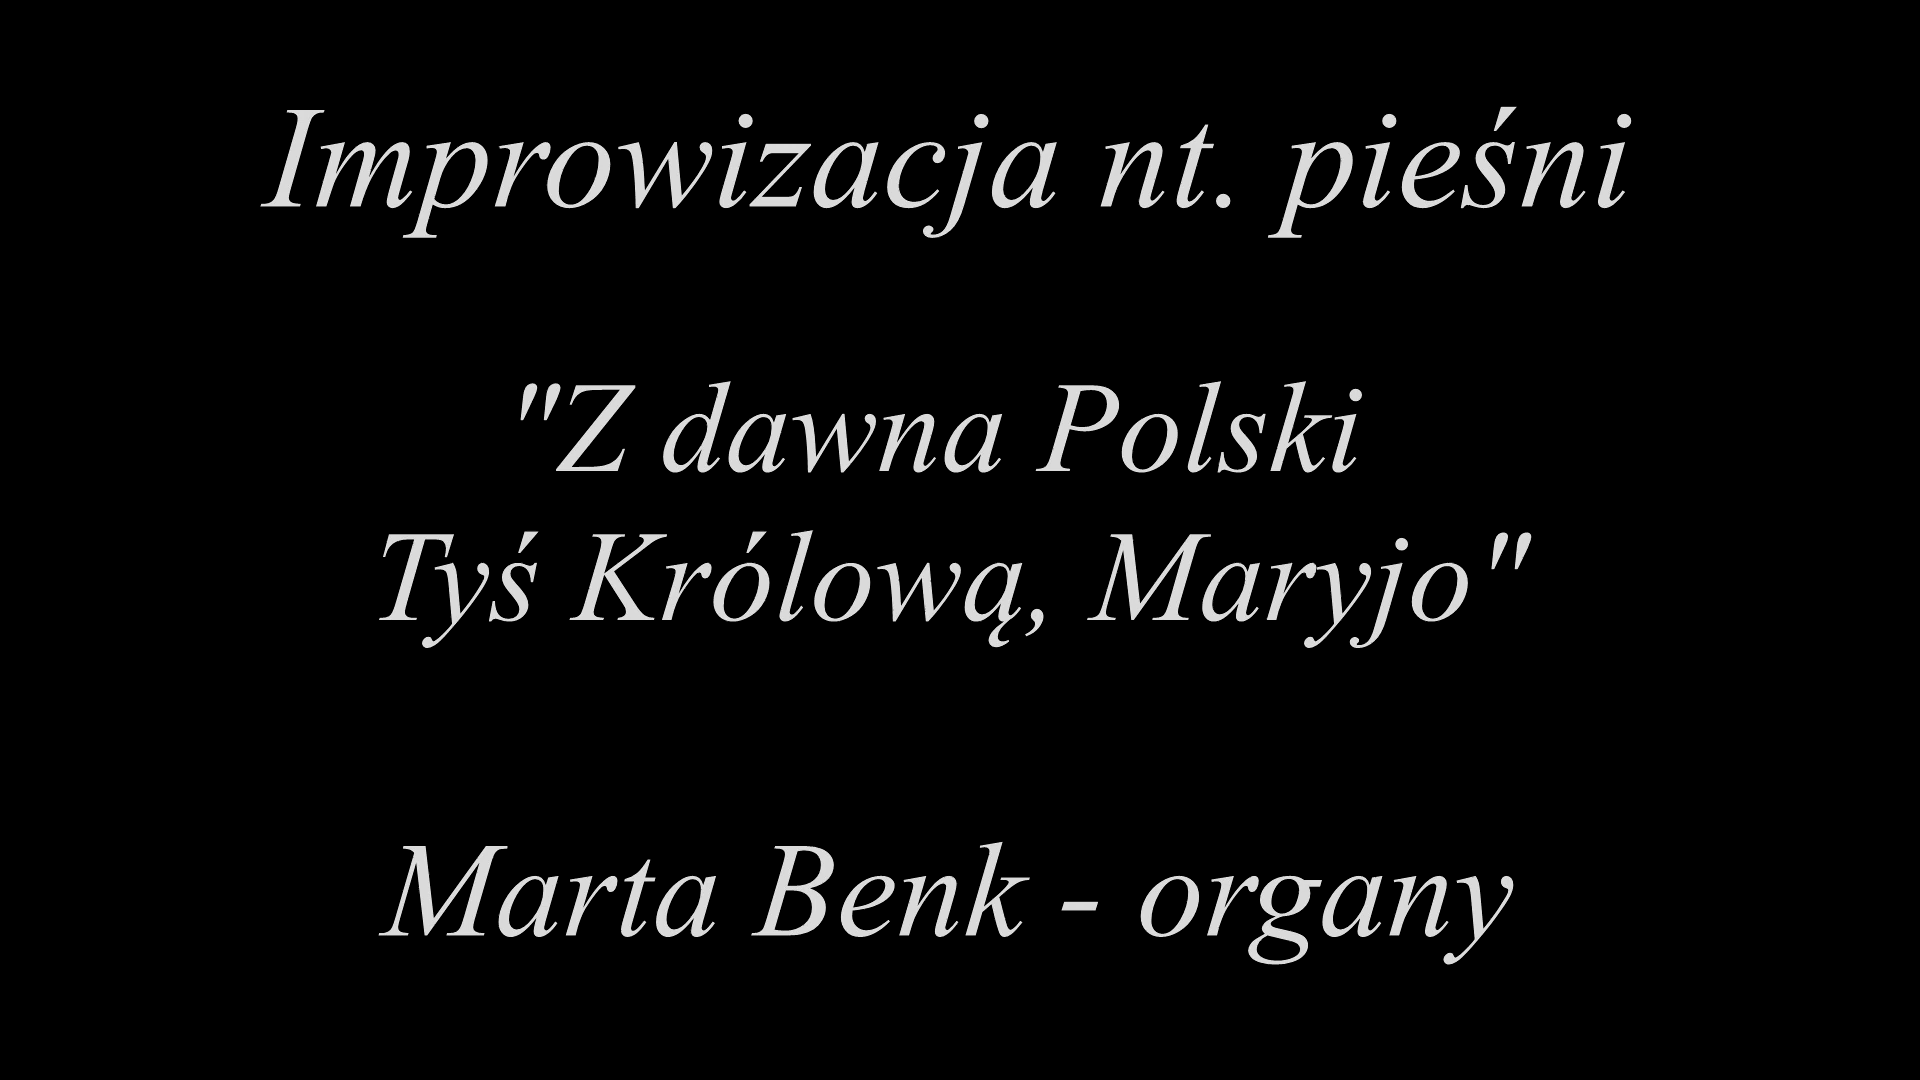 Improwizacja nt. pieśni
"Z dawna Polski
Tyś Królową, Maryjo"
Marta Benk - organy